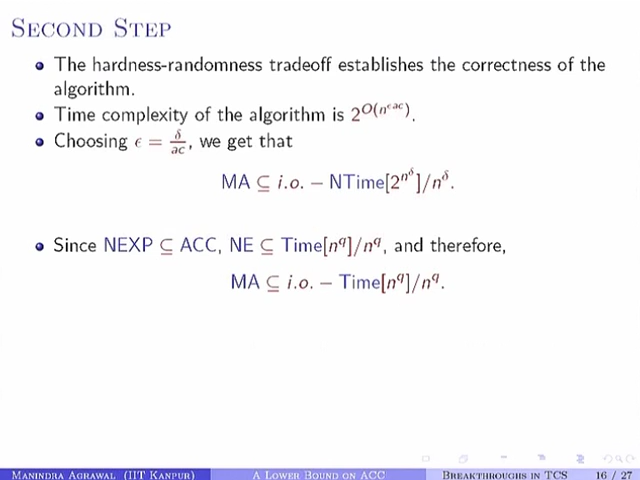 SECOND STEP
• The hardness-randomness tradeoff establishes the correctness of the
algorithm.
• Time complexity of the algorithm is 2^{O(n^{εac})}.
• Choosing ϵ = δ/ac, we get that
MA ⊆ i.o. − NTime[2^{n^δ}]/n^δ.
• Since NEXP ⊆ ACC, NE ⊆ Time[n^q]/n^q, and therefore,
MA ⊆ i.o. − Time[n^q]/n^q.
MANINDRA AGRAWAL (IIT KANPUR) A LOWER BOUND ON ACC BREAKTHROUGHS IN TCS 16 / 27